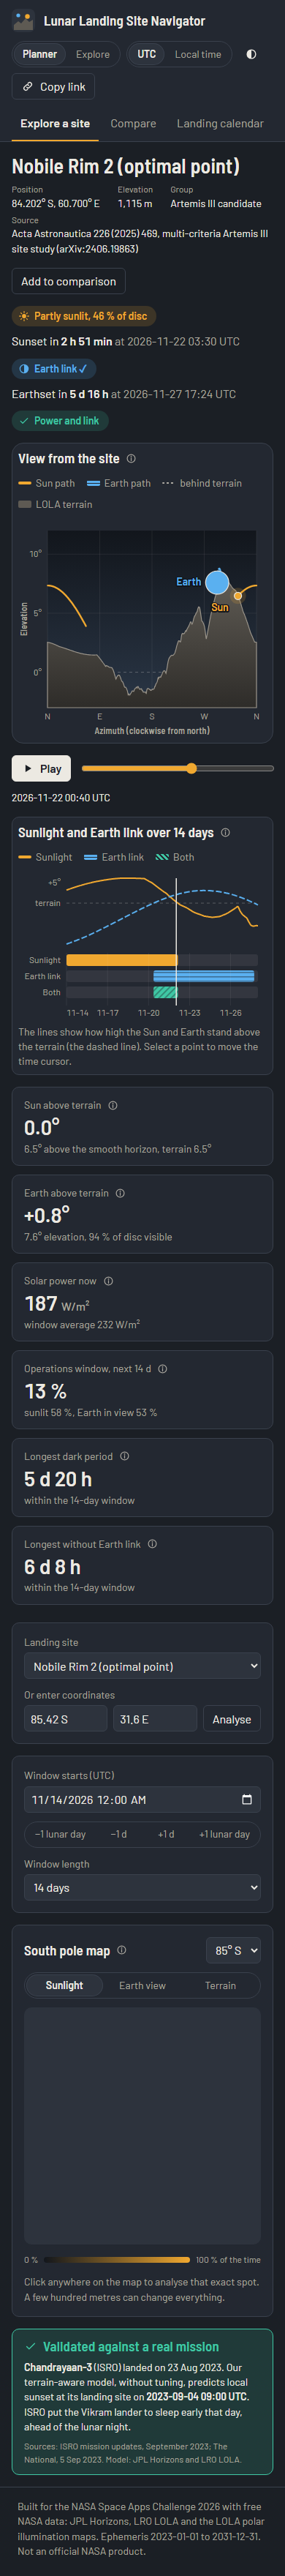 Lunar Landing Site Navigator
Planner Explore UTC Local time
Copy link
Explore a site Compare Landing calendar
Nobile Rim 2 (optimal point)
Position Elevation Group
84.202° S, 60.700° E 1,115 m Artemis III candidate
Source
Acta Astronautica 226 (2025) 469, multi-criteria Artemis III
site study (arXiv:2406.19863)
Add to comparison
Partly sunlit, 46 % of disc
Sunset in 2 h 51 min at 2026-11-22 03:30 UTC
Earth link ✓
Earthset in 5 d 16 h at 2026-11-27 17:24 UTC
Power and link
View from the site
Sun path Earth path behind terrain
LOLA terrain
10°
5°
0°
Elevation
Earth
Sun
N E S W N
Azimuth (clockwise from north)
Play
2026-11-22 00:40 UTC
Sunlight and Earth link over 14 days
Sunlight Earth link Both
+5°
terrain
Sunlight
Earth link
Both
11-14 11-17 11-20 11-23 11-26
The lines show how high the Sun and Earth stand above
the terrain (the dashed line). Select a point to move the
time cursor.
Sun above terrain
0.0°
6.5° above the smooth horizon, terrain 6.5°
Earth above terrain
+0.8°
7.6° elevation, 94 % of disc visible
Solar power now
187 W/m²
window average 232 W/m²
Operations window, next 14 d
13 %
sunlit 58 %, Earth in view 53 %
Longest dark period
5 d 20 h
within the 14-day window
Longest without Earth link
6 d 8 h
within the 14-day window
Landing site
Nobile Rim 2 (optimal point)
Or enter coordinates
85.42 S 31.6 E Analyse
Window starts (UTC)
11/14/2026 12:00 AM
−1 lunar day −1 d +1 d +1 lunar day
Window length
14 days
South pole map 85° S
Sunlight Earth view Terrain
0 % 100 % of the time
Click anywhere on the map to analyse that exact spot.
A few hundred metres can change everything.
Validated against a real mission
Chandrayaan-3 (ISRO) landed on 23 Aug 2023. Our
terrain-aware model, without tuning, predicts local
sunset at its landing site on 2023-09-04 09:00 UTC.
ISRO put the Vikram lander to sleep early that day,
ahead of the lunar night.
Sources: ISRO mission updates, September 2023; The
National, 5 Sep 2023. Model: JPL Horizons and LRO LOLA.
Built for the NASA Space Apps Challenge 2026 with free
NASA data: JPL Horizons, LRO LOLA and the LOLA polar
illumination maps. Ephemeris 2023-01-01 to 2031-12-31.
Not an official NASA product.